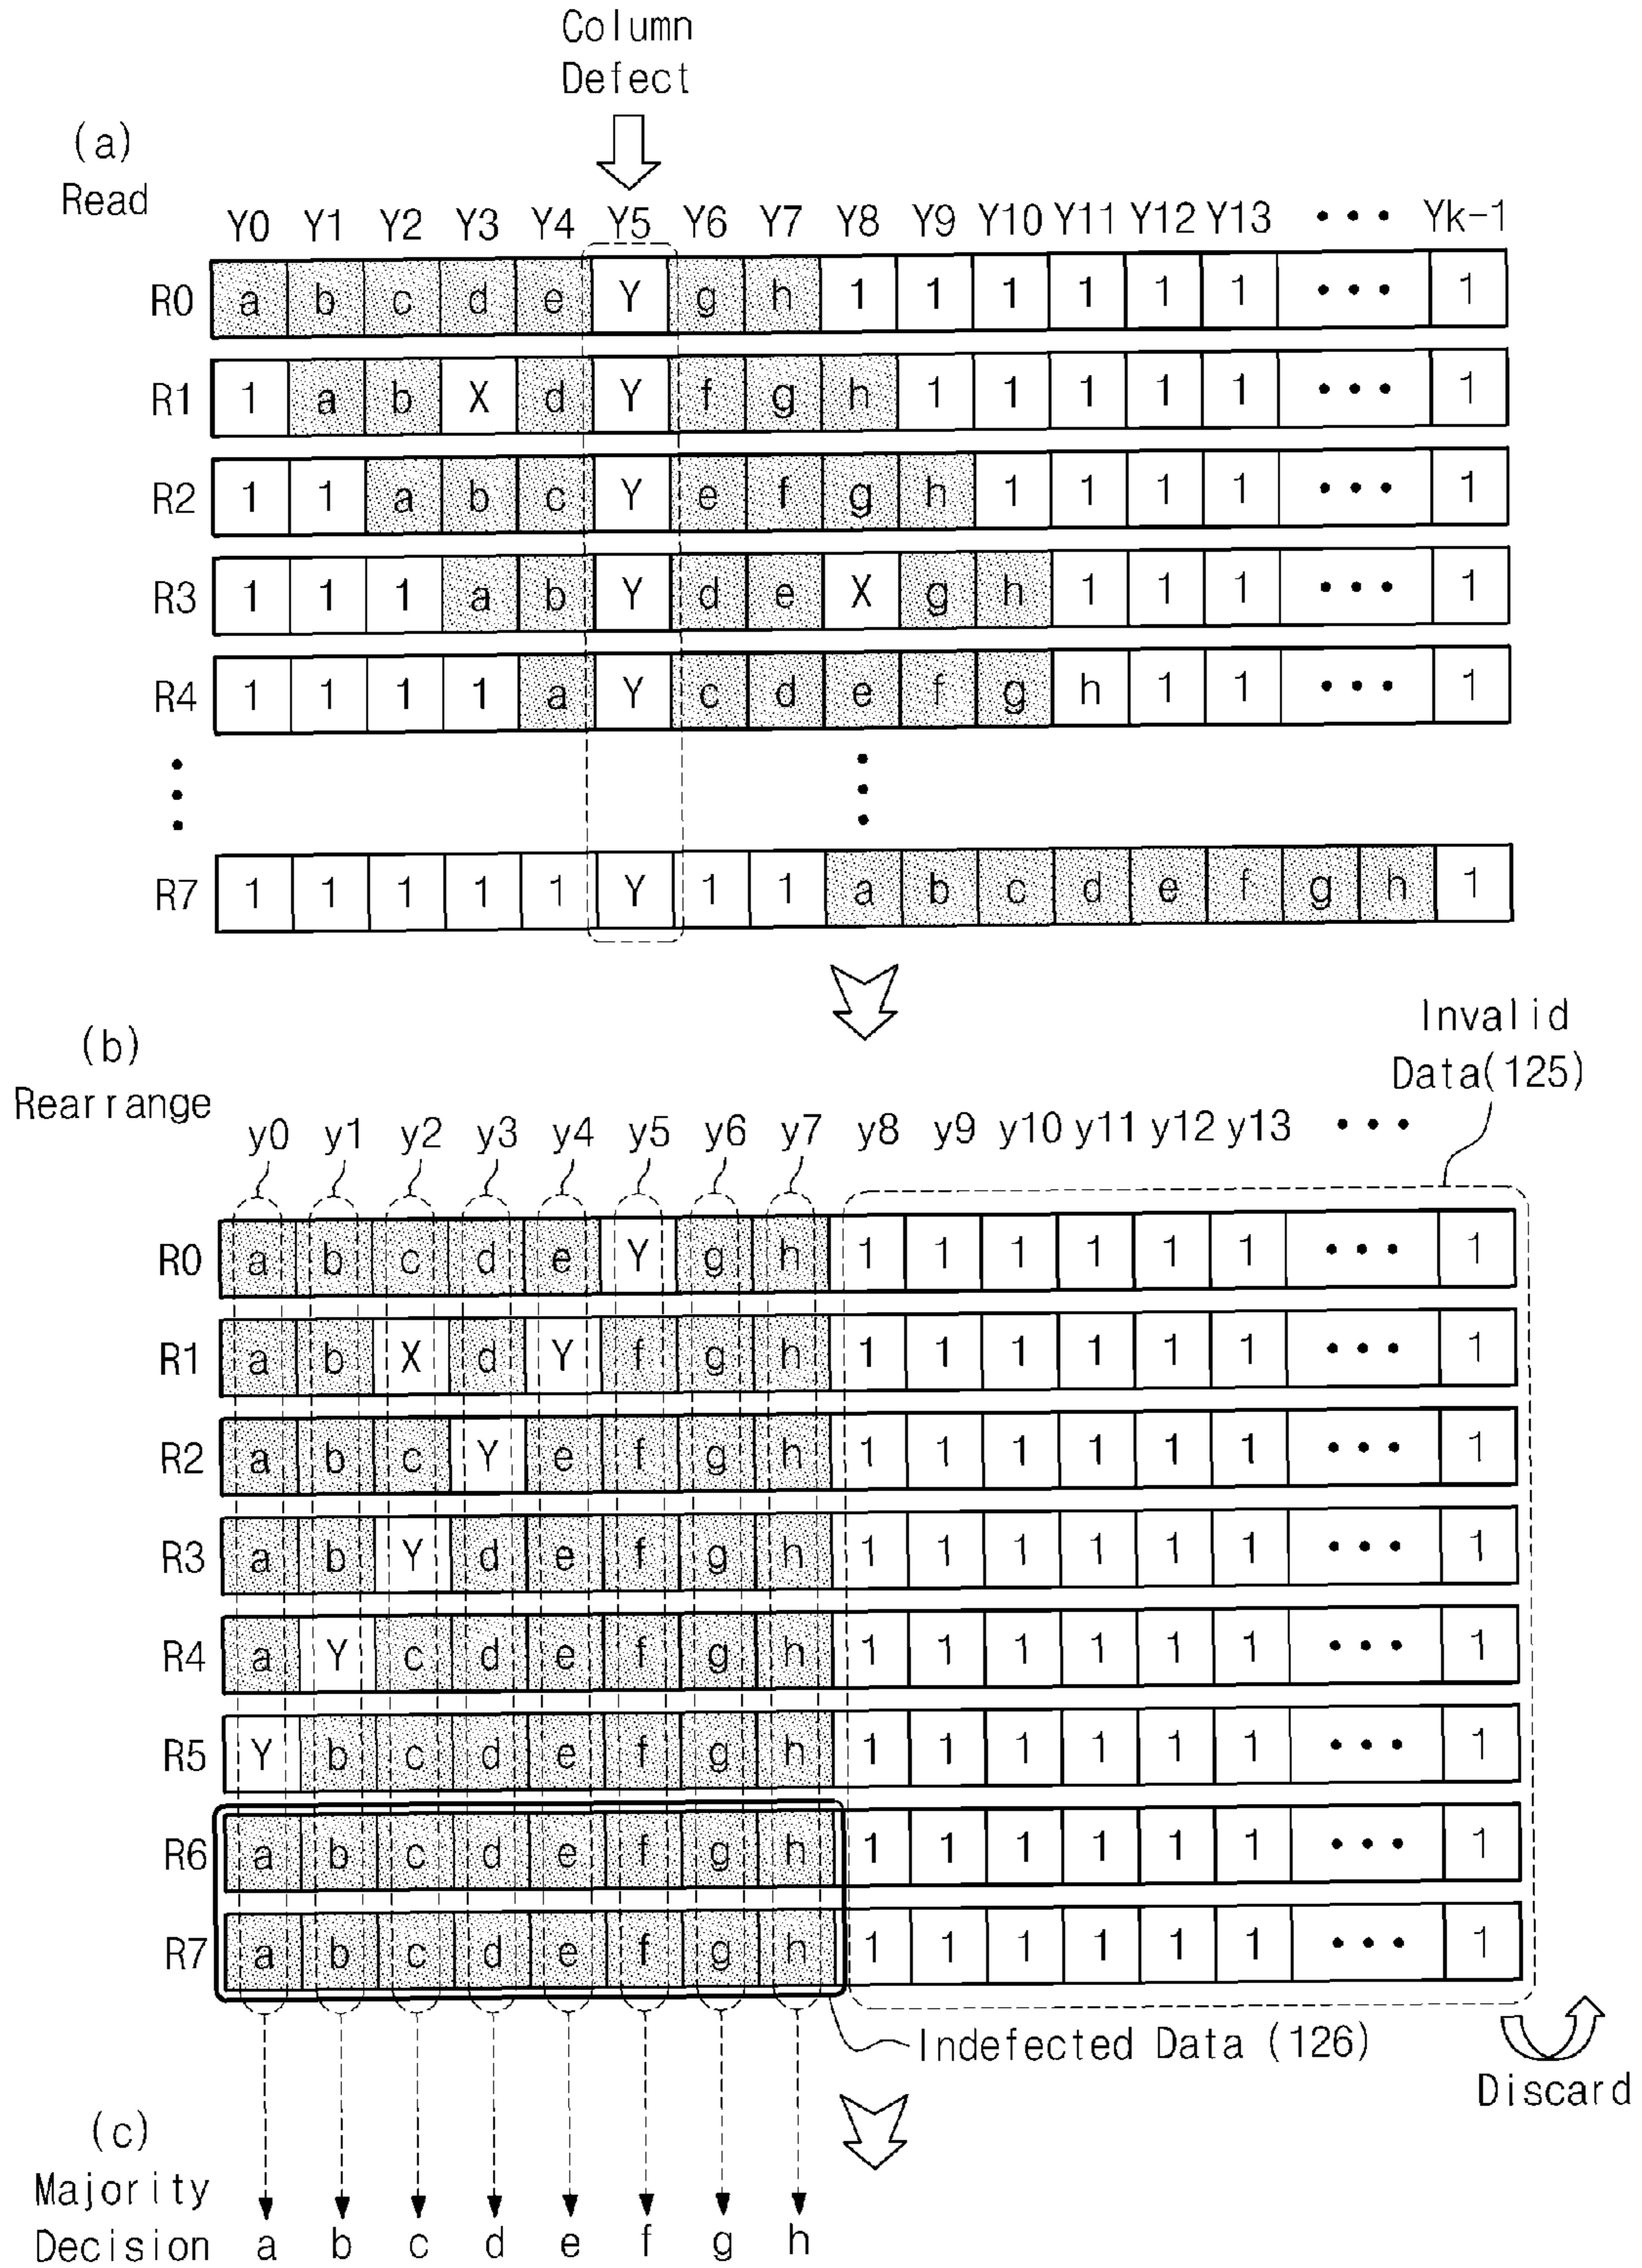 Column
Defect
(a)
Read
Y0 Y1 Y2 Y3 Y4 Y5 Y6 Y7 Y8 Y9 Y10 Y11 Y12 Y13 ••• Yk-1
R0 a b c d e Y g h 1 1 1 1 1 1 ••• 1
R1 1 a b X d Y f g h 1 1 1 1 1 ••• 1
R2 1 1 a b c Y e f g h 1 1 1 1 ••• 1
R3 1 1 1 a b Y d e X g h 1 1 1 ••• 1
R4 1 1 1 1 a Y c d e f g h 1 1 ••• 1
R7 1 1 1 1 1 Y 1 1 a b c d e f g h 1
(b)
Rearrange
Invalid
Data(125)
y0 y1 y2 y3 y4 y5 y6 y7 y8 y9 y10 y11 y12 y13 •••
R0 a b c d e Y g h 1 1 1 1 1 1 ••• 1
R1 a b X d Y f g h 1 1 1 1 1 1 ••• 1
R2 a b c Y e f g h 1 1 1 1 1 1 ••• 1
R3 a b Y d e f g h 1 1 1 1 1 1 ••• 1
R4 a Y c d e f g h 1 1 1 1 1 1 ••• 1
R5 Y b c d e f g h 1 1 1 1 1 1 ••• 1
R6 a b c d e f g h 1 1 1 1 1 1 ••• 1
R7 a b c d e f g h 1 1 1 1 1 1 ••• 1
Indefected Data (126)
Discard
(c)
Majority
Decision a b c d e f g h